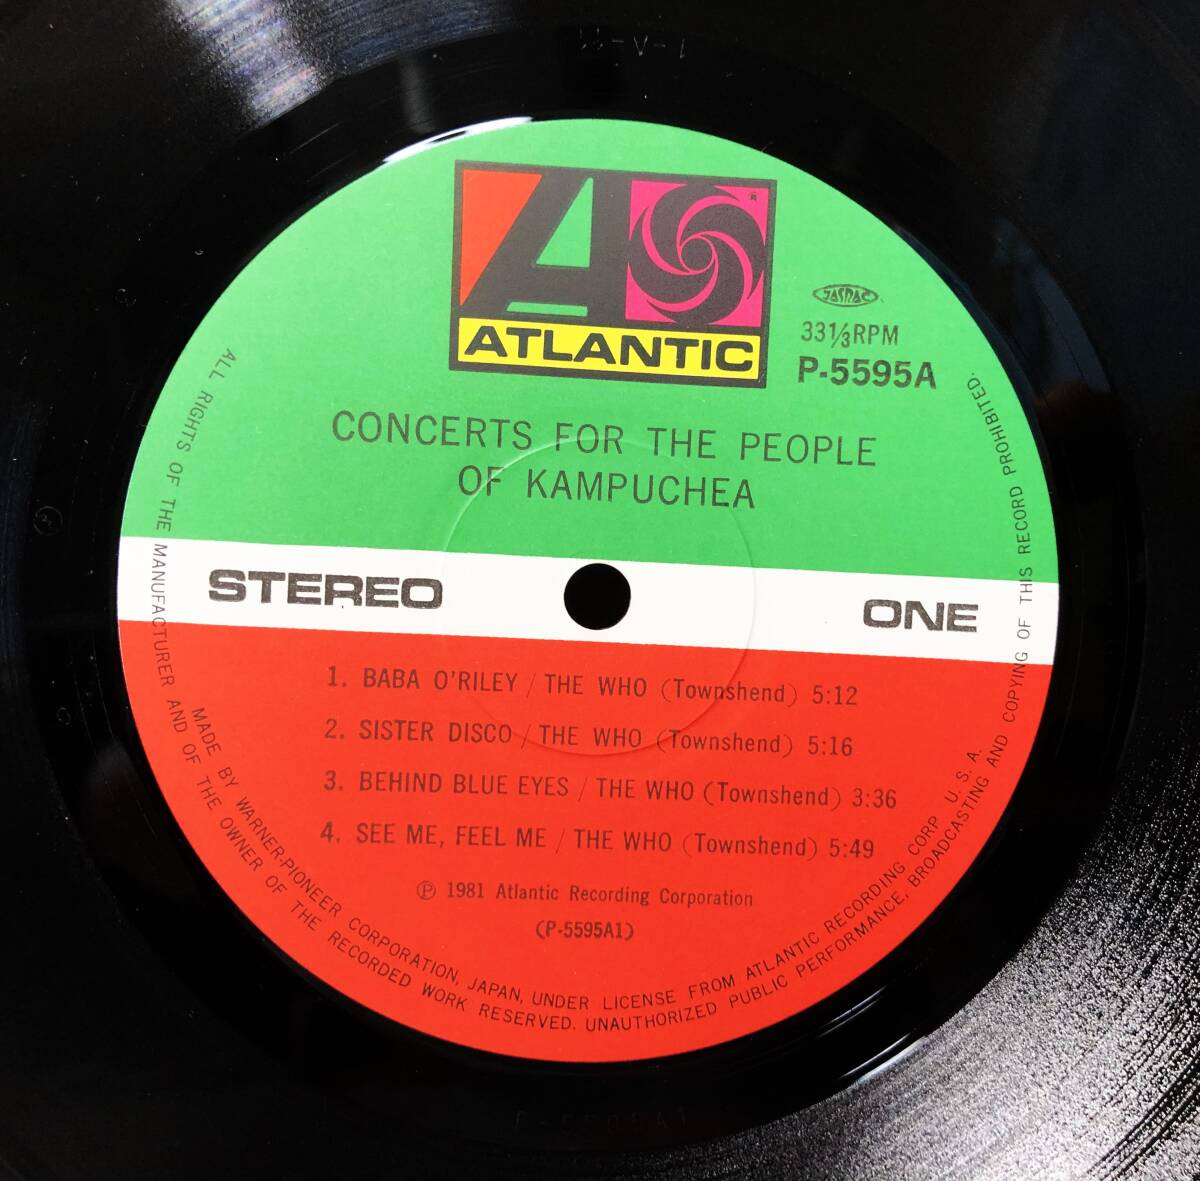 ATLANTIC
®
JASRAC
33⅓RPM
P-5595A
CONCERTS FOR THE PEOPLE
OF KAMPUCHEA
STEREO
ONE
1. BABA O'RILEY / THE WHO (Townshend) 5:12
2. SISTER DISCO / THE WHO (Townshend) 5:16
3. BEHIND BLUE EYES / THE WHO (Townshend) 3:36
4. SEE ME, FEEL ME / THE WHO (Townshend) 5:49
℗ 1981 Atlantic Recording Corporation
(P-5595A1)
MADE BY WARNER-PIONEER CORPORATION, JAPAN, UNDER LICENSE FROM ATLANTIC RECORDING CORP U.S.A.
ALL RIGHTS OF THE MANUFACTURER AND OF THE OWNER OF THE RECORDED WORK RESERVED. UNAUTHORIZED PUBLIC PERFORMANCE, BROADCASTING AND COPYING OF THIS RECORD PROHIBITED.